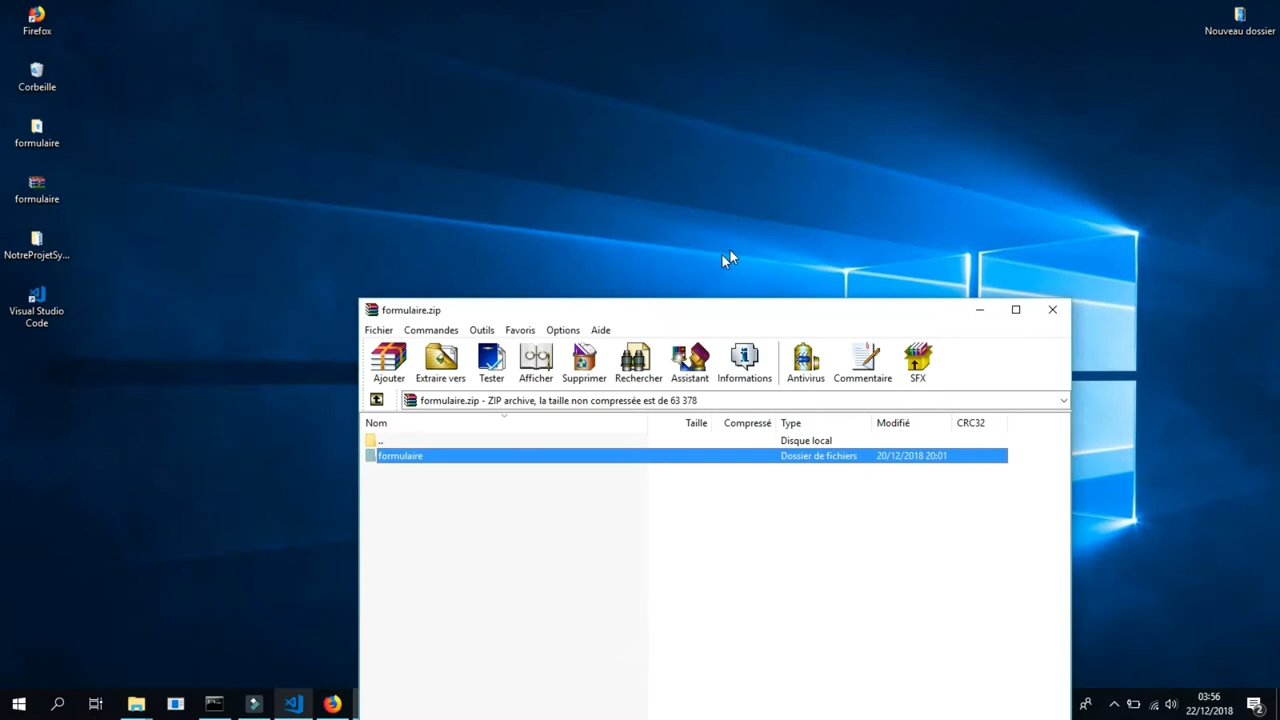 Firefox
Nouveau dossier
Corbeille
formulaire
formulaire
NotreProjetSy...
Visual Studio
Code
formulaire.zip
Fichier Commandes Outils Favoris Options Aide
Ajouter Extraire vers Tester Afficher Supprimer Rechercher Assistant Informations Antivirus Commentaire SFX
formulaire.zip - ZIP archive, la taille non compressée est de 63 378
Nom Taille Compressé Type Modifié CRC32
.. Disque local
formulaire Dossier de fichiers 20/12/2018 20:01
03:56
22/12/2018
2